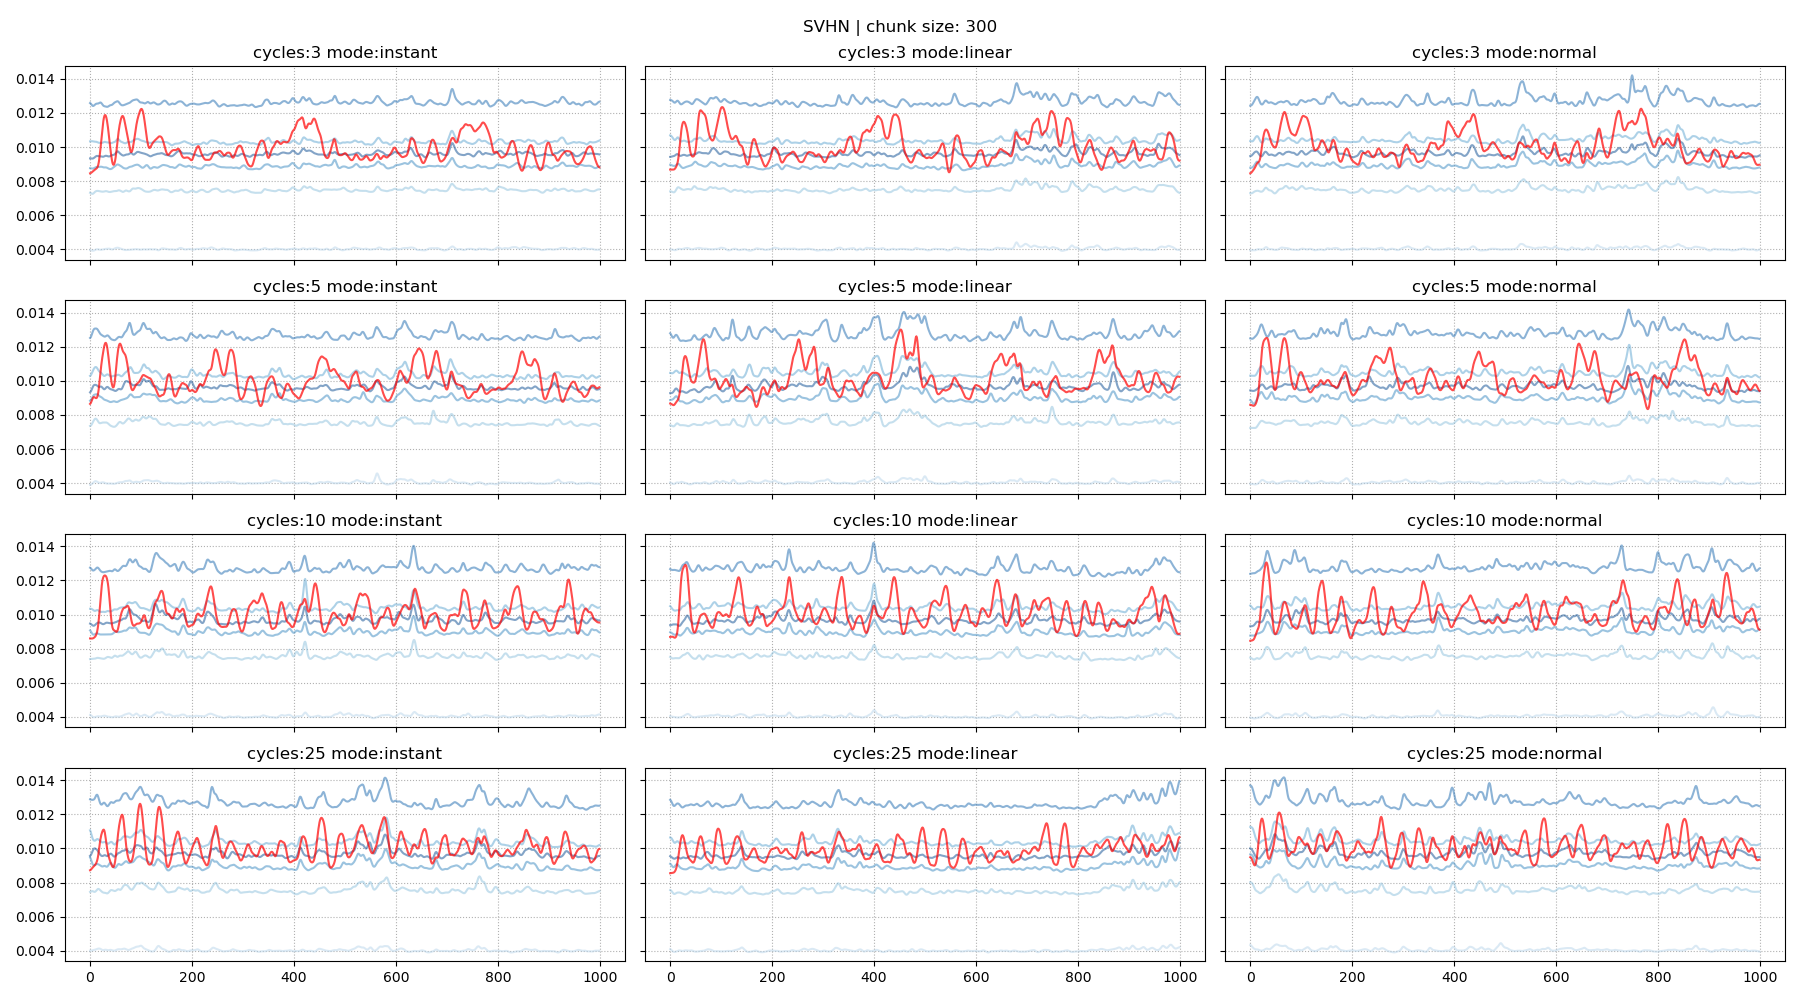 SVHN | chunk size: 300
cycles:3 mode:instant
cycles:3 mode:linear
cycles:3 mode:normal
0.014
0.012
0.010
0.008
0.006
0.004
cycles:5 mode:instant
cycles:5 mode:linear
cycles:5 mode:normal
0.014
0.012
0.010
0.008
0.006
0.004
cycles:10 mode:instant
cycles:10 mode:linear
cycles:10 mode:normal
0.014
0.012
0.010
0.008
0.006
0.004
cycles:25 mode:instant
cycles:25 mode:linear
cycles:25 mode:normal
0.014
0.012
0.010
0.008
0.006
0.004
0 200 400 600 800 1000
0 200 400 600 800 1000
0 200 400 600 800 1000